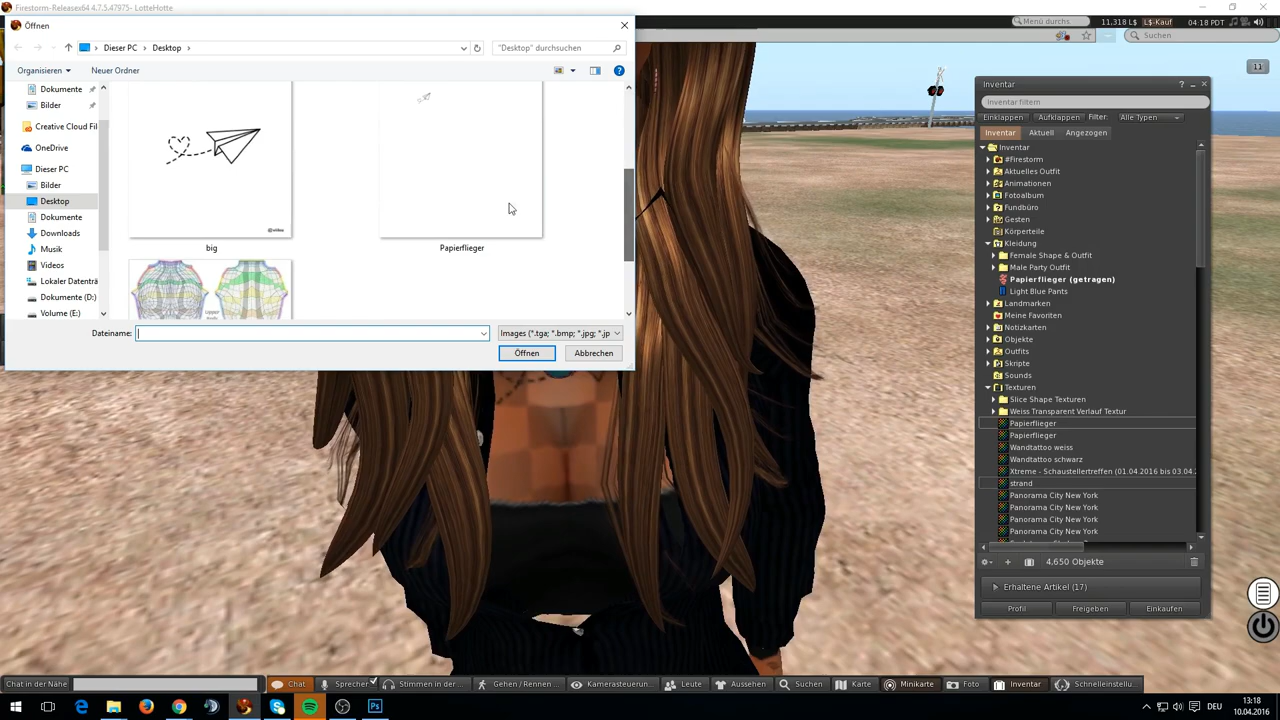 Firestorm-Releasex64 4.7.5.47975- LotteHotte
Menü durchs
11,318 L$
L$-Kauf
04:18 PDT
Öffnen
Dieser PC
Desktop
"Desktop" durchsuchen
Suchen
Organisieren
Neuer Ordner
11
Dokumente
Bilder
Creative Cloud Fil
OneDrive
Dieser PC
Bilder
Desktop
Dokumente
Downloads
Musik
Videos
Lokaler Datentr
Dokumente (D:)
Volume (E:)
big
Papierflieger
Upper
Dateiname:
Images (*.tga; *.bmp; *.jpg; *.jp
Öffnen
Abbrechen
Inventar
Inventar filtern
Einklappen
Aufklappen
Filter:
Alle Typen
Inventar
Aktuell
Angezogen
Inventar
#Firestorm
Aktuelles Outfit
Animationen
Fotoalbum
Fundbüro
Gesten
Körperteile
Kleidung
Female Shape & Outfit
Male Party Outfit
Papierflieger (getragen)
Light Blue Pants
Landmarken
Meine Favoriten
Notizkarten
Objekte
Outfits
Skripte
Sounds
Texturen
Slice Shape Texturen
Weiss Transparent Verlauf Textur
Papierflieger
Papierflieger
Wandtattoo weiss
Wandtattoo schwarz
Xtreme - Schaustellertreffen (01.04.2016 bis 03.04.
strand
Panorama City New York
Panorama City New York
Panorama City New York
Panorama City New York
4,650 Objekte
Erhaltene Artikel (17)
Profil
Freigeben
Einkaufen
Chat in der Nähe
Chat
Sprechen
Stimmen in der ...
Gehen / Rennen ...
Kamerasteuerun...
Leute
Aussehen
Suchen
Karte
Minikarte
Foto
Inventar
Schnelleinstellu...
DEU
13:18
10.04.2016